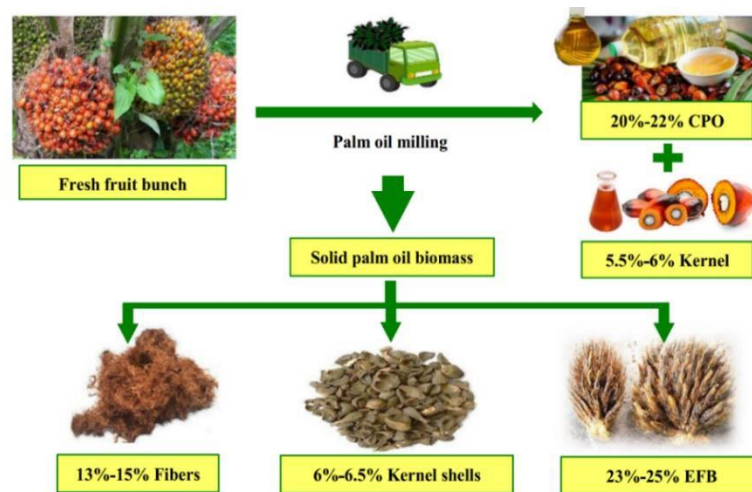 Palm oil milling
20%-22% CPO
Fresh fruit bunch
Solid palm oil biomass
5.5%-6% Kernel
13%-15% Fibers
6%-6.5% Kernel shells
23%-25% EFB